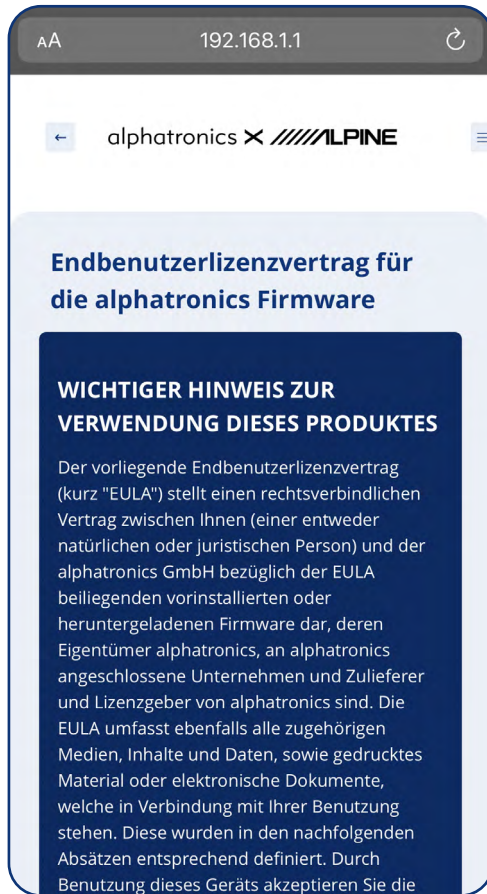 AA
192.168.1.1
alphatronics X ALPINE
Endbenutzerlizenzvertrag für
die alphatronics Firmware
WICHTIGER HINWEIS ZUR
VERWENDUNG DIESES PRODUKTES
Der vorliegende Endbenutzerlizenzvertrag
(kurz "EULA") stellt einen rechtsverbindlichen
Vertrag zwischen Ihnen (einer entweder
natürlichen oder juristischen Person) und der
alphatronics GmbH bezüglich der EULA
beiliegenden vorinstallierten oder
heruntergeladenen Firmware dar, deren
Eigentümer alphatronics, an alphatronics
angeschlossene Unternehmen und Zulieferer
und Lizenzgeber von alphatronics sind. Die
EULA umfasst ebenfalls alle zugehörigen
Medien, Inhalte und Daten, sowie gedrucktes
Material oder elektronische Dokumente,
welche in Verbindung mit Ihrer Benutzung
stehen. Diese wurden in den nachfolgenden
Absätzen entsprechend definiert. Durch
Benutzung dieses Geräts akzeptieren Sie die